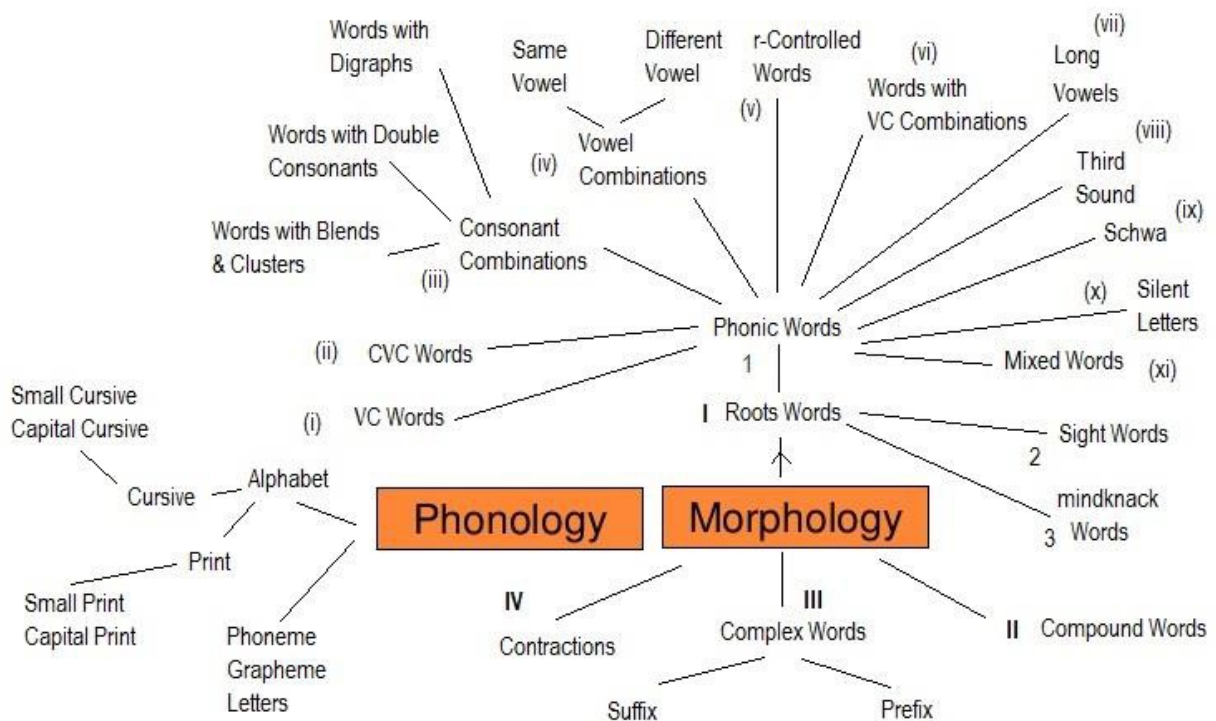 Words with
Digraphs
Same
Vowel
Different
Vowel
r-Controlled
Words
(v)
(vi)
Words with
VC Combinations
(vii)
Long
Vowels
Words with Double
Consonants
(iv)
Vowel
Combinations
(viii)
Third
Sound
Words with Blends
& Clusters
Consonant
Combinations
(iii)
(ix)
Schwa
(x)
Silent
Letters
Phonic Words
1
(ii)
CVC Words
Mixed Words
(xi)
(i)
VC Words
I Roots Words
Sight Words
2
Small Cursive
Capital Cursive
Cursive
Alphabet
mindknack
Words
3
Phonology
Morphology
Print
Small Print
Capital Print
Phoneme
Grapheme
Letters
IV
Contractions
III
Complex Words
II Compound Words
Suffix
Prefix